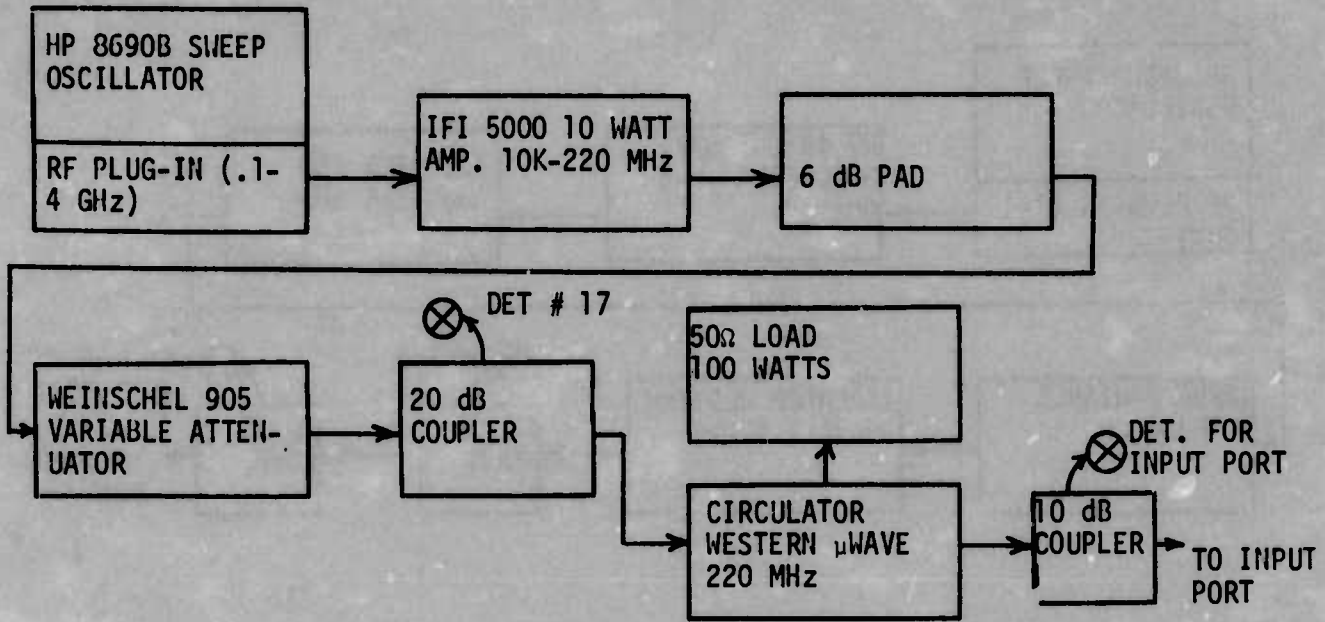 HP 8690B SWEEP
OSCILLATOR
RF PLUG-IN (.1-
4 GHz)
IFI 5000 10 WATT
AMP. 10K-220 MHz
6 dB PAD
WEINSCHEL 905
VARIABLE ATTEN-
UATOR
DET # 17
20 dB
COUPLER
50Ω LOAD
100 WATTS
CIRCULATOR
WESTERN μWAVE
220 MHz
DET. FOR
INPUT PORT
10 dB
COUPLER
TO INPUT
PORT